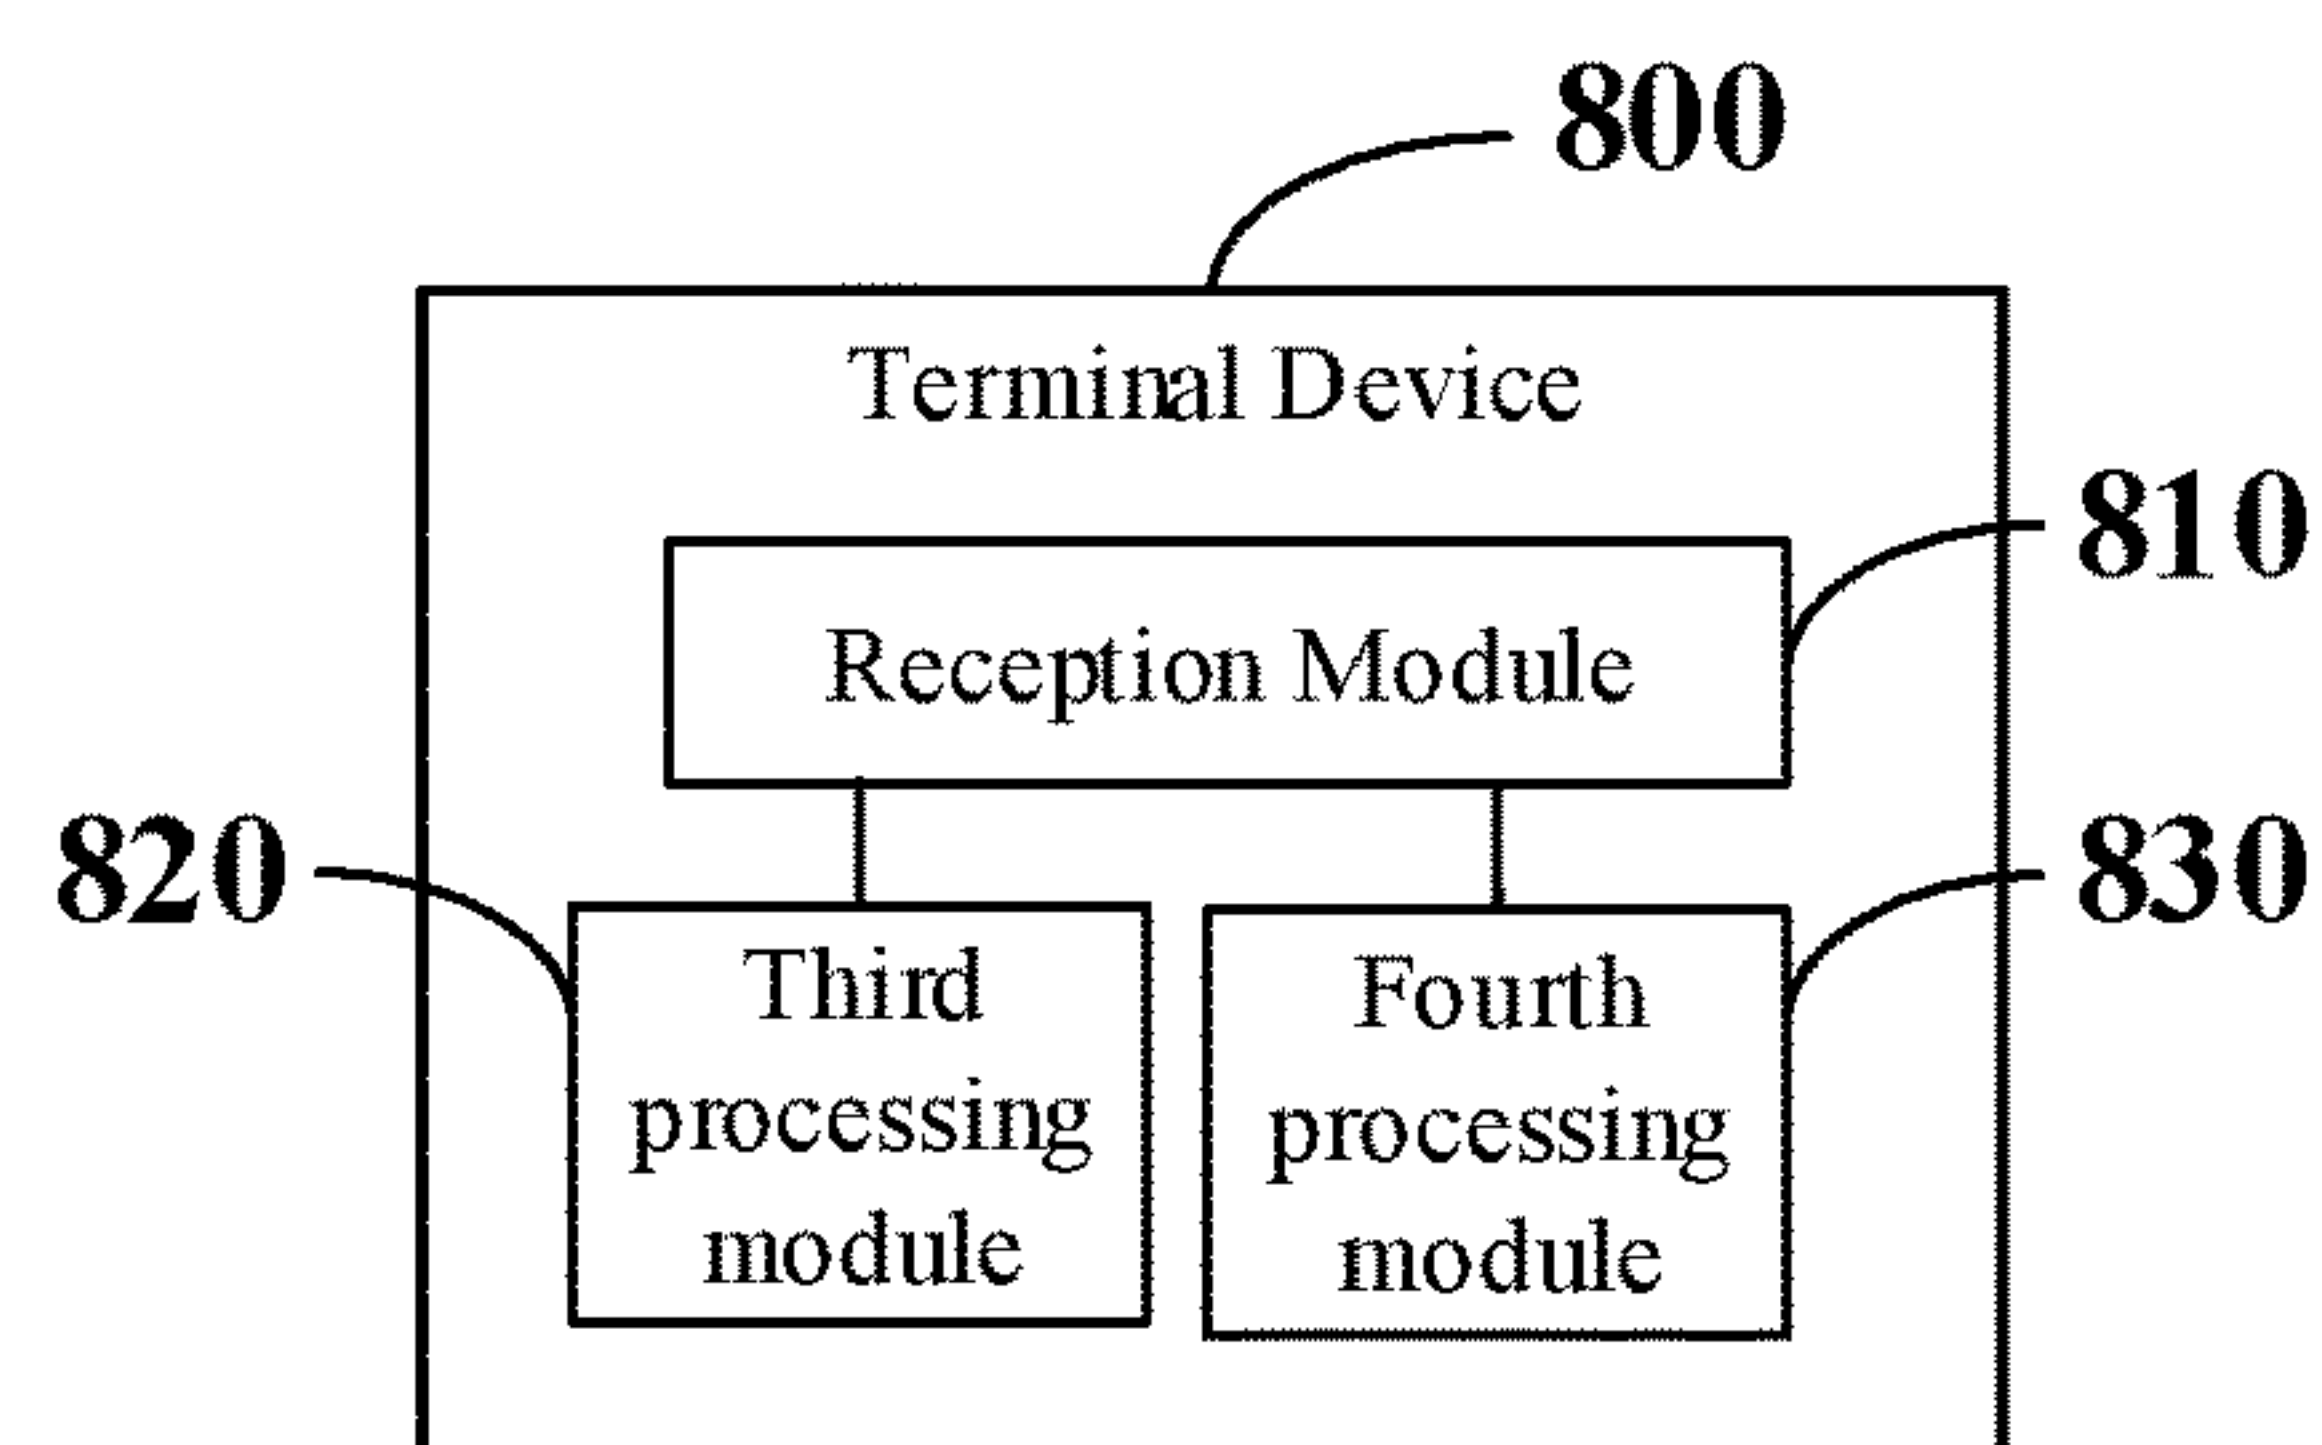 800
Terminal Device
810
Reception Module
820
830
Third
processing
module
Fourth
processing
module